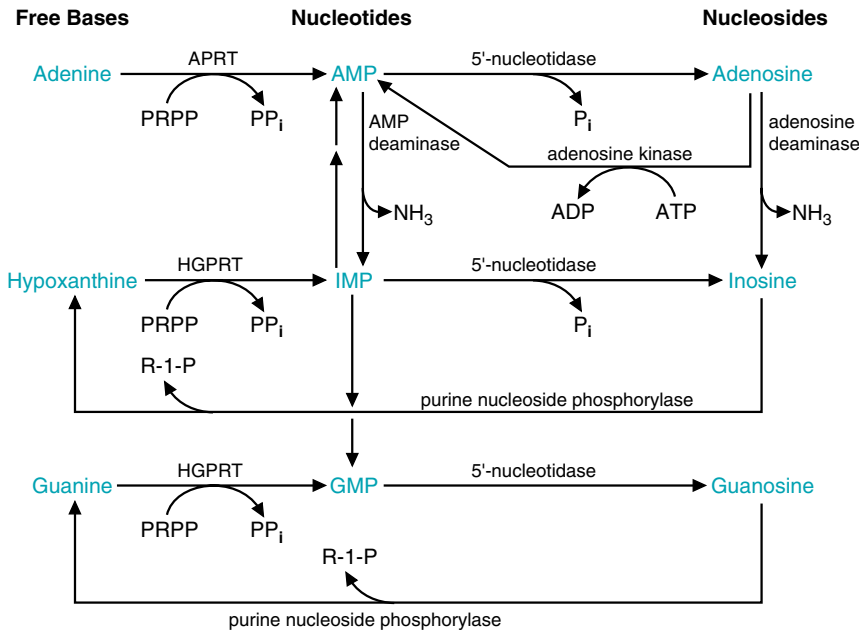 Free Bases Nucleotides Nucleosides
APRT 5'-nucleotidase
Adenine AMP Adenosine
PRPP PPi Pi
AMP
deaminase
adenosine
deaminase
adenosine kinase
NH3 ADP ATP NH3
HGPRT 5'-nucleotidase
Hypoxanthine IMP Inosine
PRPP PPi Pi
R-1-P
purine nucleoside phosphorylase
HGPRT 5'-nucleotidase
Guanine GMP Guanosine
PRPP PPi
R-1-P
purine nucleoside phosphorylase